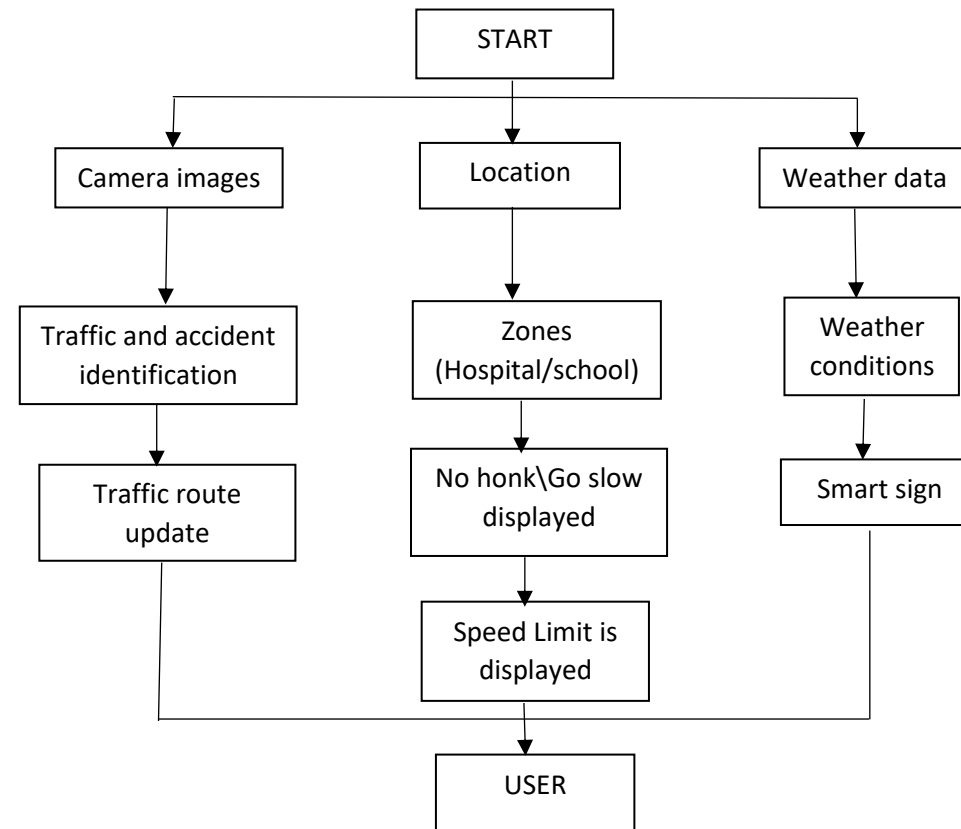 START
Camera images
Location
Weather data
Traffic and accident
identification
Zones
(Hospital/school)
Weather
conditions
Traffic route
update
No honk\Go slow
displayed
Smart sign
Speed Limit is
displayed
USER